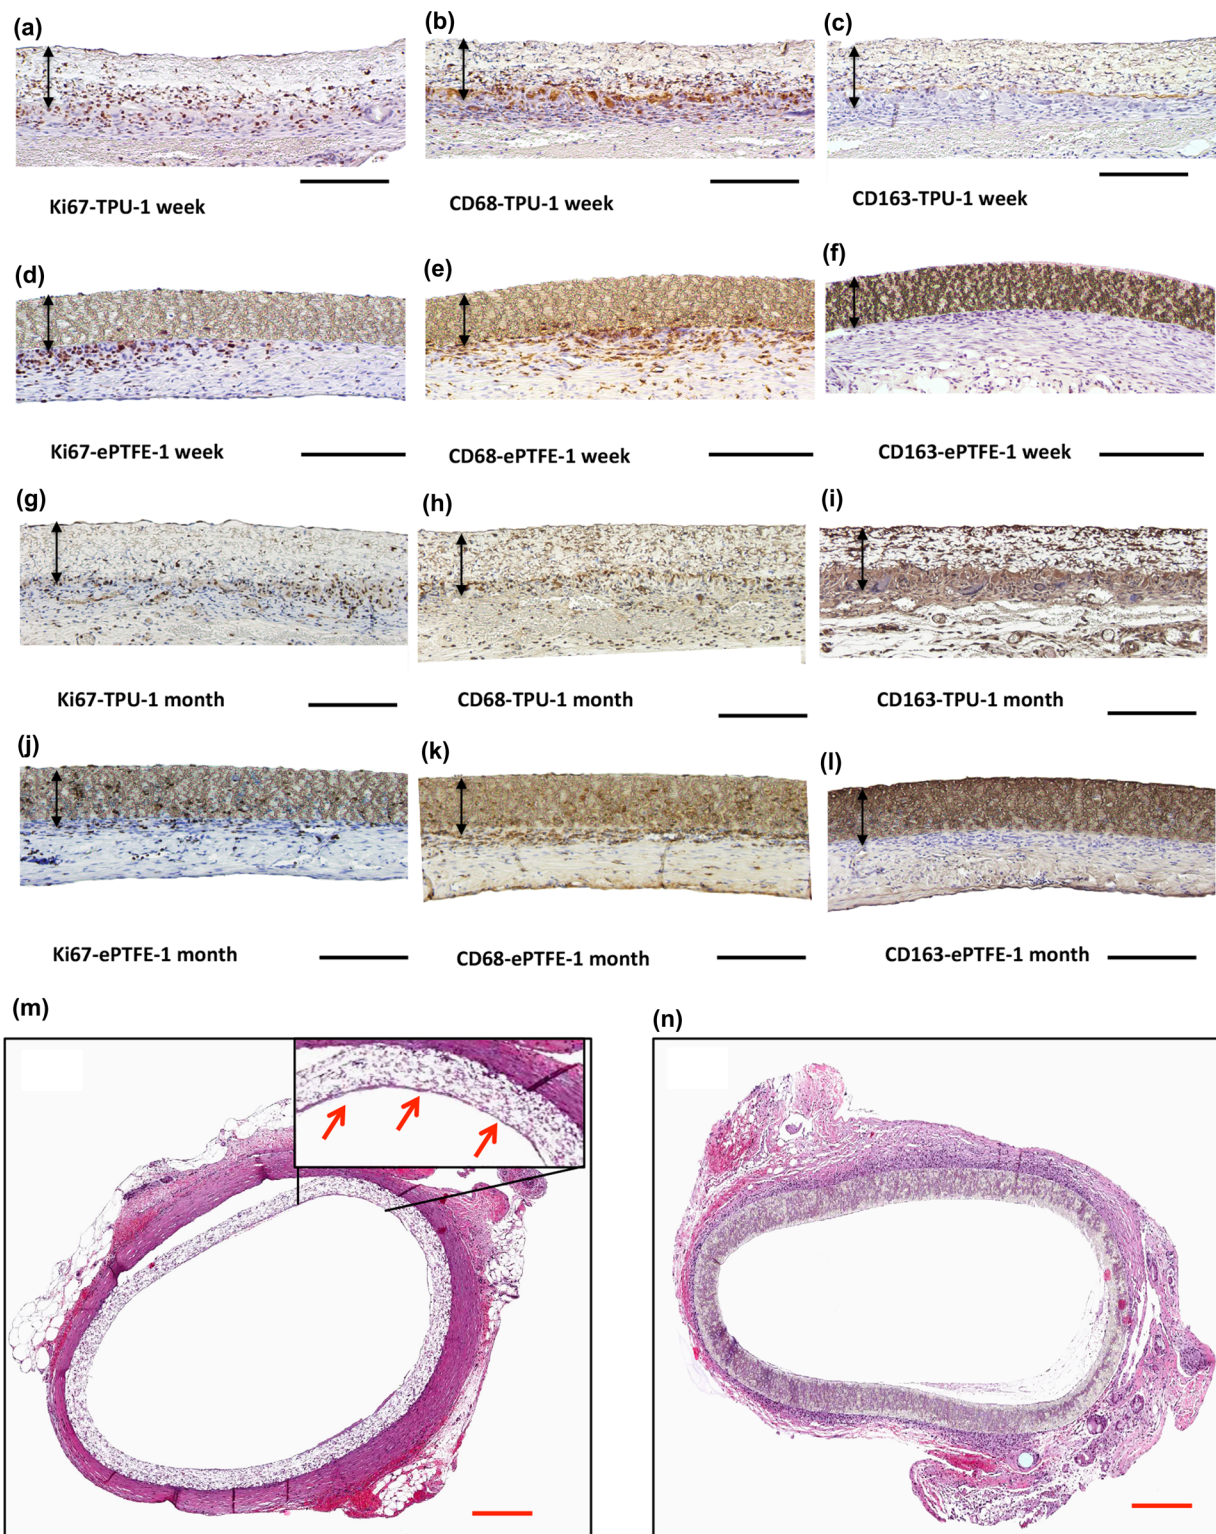 (a)
(b)
(c)
Ki67-TPU-1 week
CD68-TPU-1 week
CD163-TPU-1 week
(d)
(e)
(f)
Ki67-ePTFE-1 week
CD68-ePTFE-1 week
CD163-ePTFE-1 week
(g)
(h)
(i)
Ki67-TPU-1 month
CD68-TPU-1 month
CD163-TPU-1 month
(j)
(k)
(l)
Ki67-ePTFE-1 month
CD68-ePTFE-1 month
CD163-ePTFE-1 month
(m)
(n)